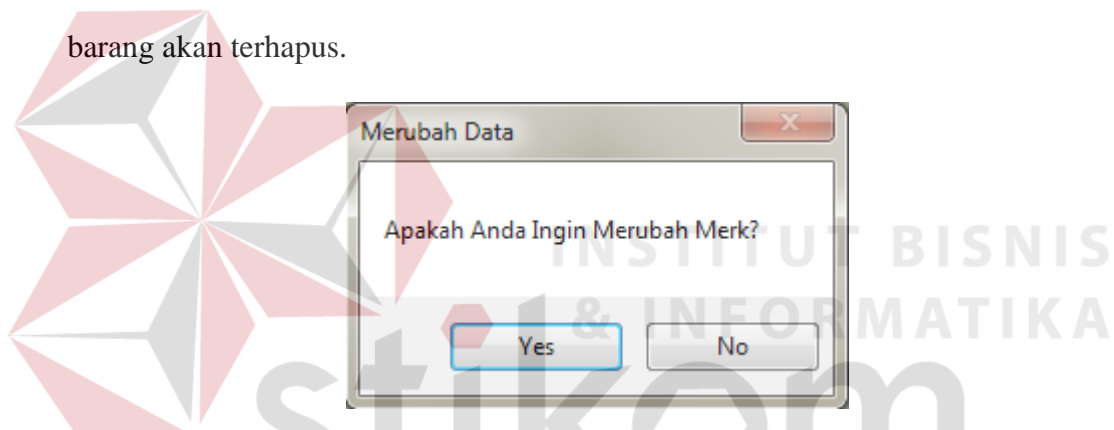 barang akan terhapus.
Merubah Data
Apakah Anda Ingin Merubah Merk?
INSTITUT BISNIS
& INFORMATIKA
Yes
No
stikom